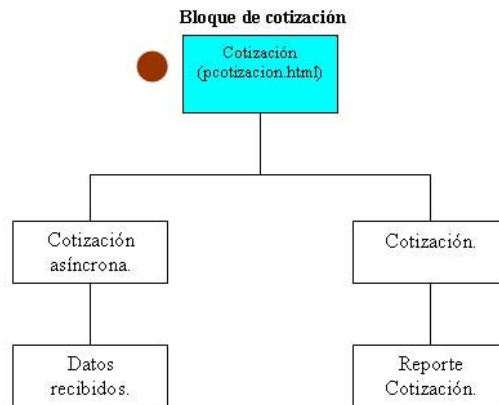 Bloque de cotización
Cotización
(pcotizacion.html)
Cotización
asíncrona.
Cotización.
Datos
recibidos.
Reporte
Cotización.